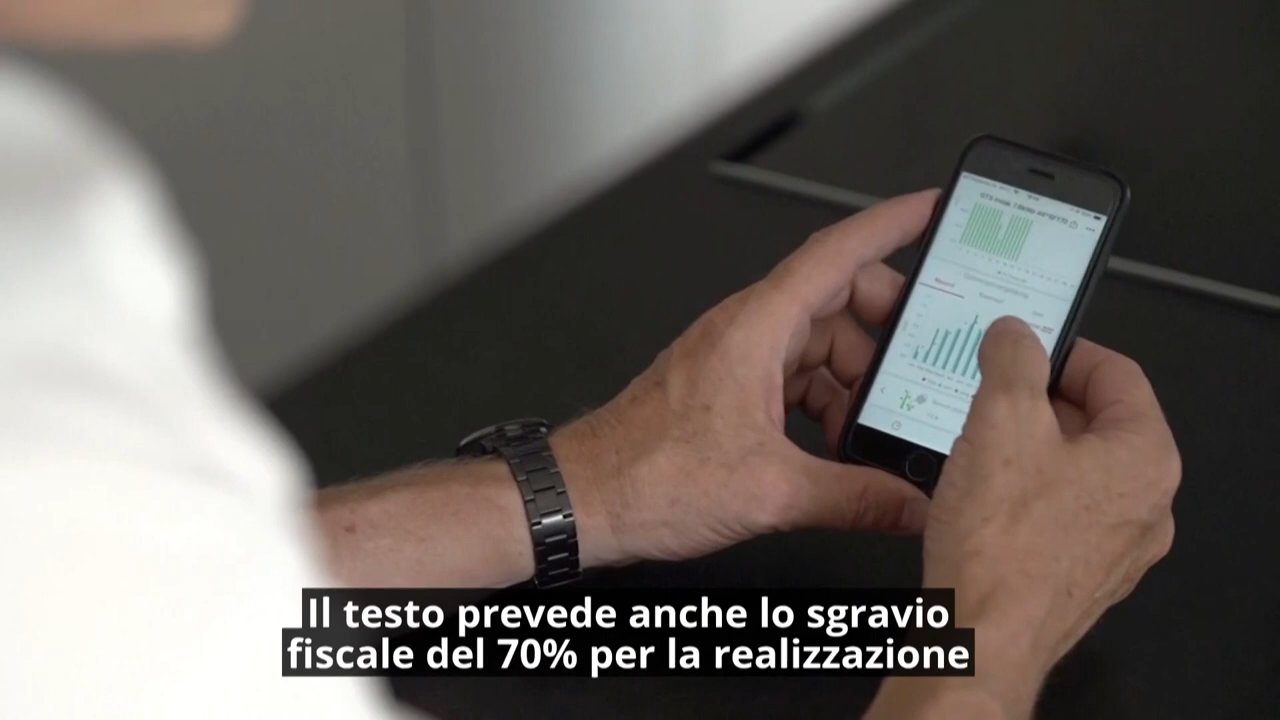 Il testo prevede anche lo sgravio
fiscale del 70% per la realizzazione